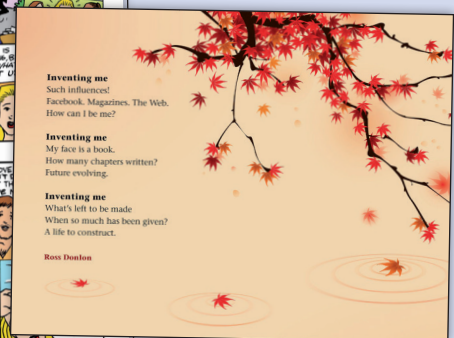 Inventing me
Such influences!
Facebook. Magazines. The Web.
How can I be me?
Inventing me
My face is a book.
How many chapters written?
Future evolving.
Inventing me
What's left to be made
When so much has been given?
A life to construct.
Ross Donlon